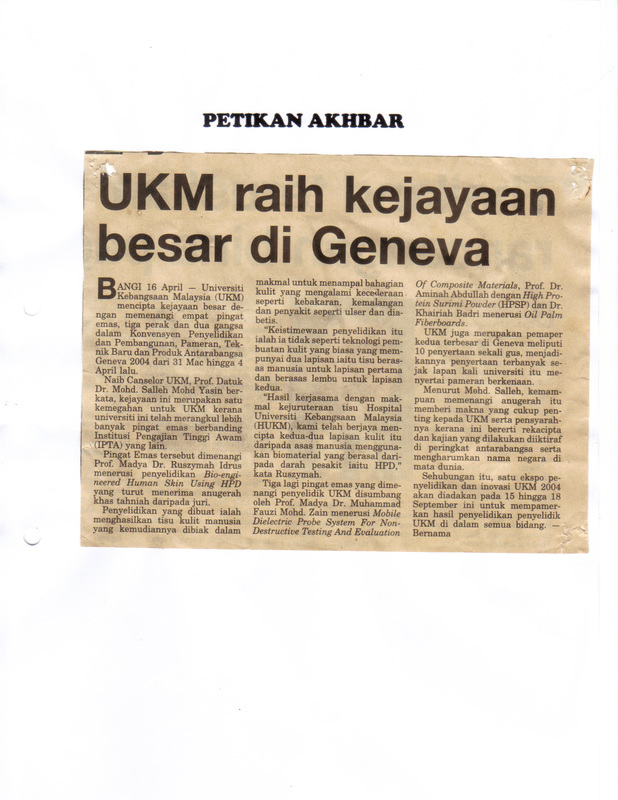 PETIKAN AKHBAR
UKM raih kejayaan
besar di Geneva
BANGI 16 April — Universiti
Kebangsaan Malaysia (UKM)
mencipta kejayaan besar de-
ngan memenangi empat pingat
emas, tiga perak dan dua gangsa
dalam Konvensyen Penyelidikan
dan Pembangunan, Pameran, Tek-
nik Baru dan Produk Antarabangsa
Geneva 2004 dari 31 Mac hingga 4
April lalu.
Naib Canselor UKM, Prof. Datuk
Dr. Mohd. Salleh Mohd Yasin ber-
kata, kejayaan ini merupakan satu
kemegahan untuk UKM kerana
universiti ini telah merangkul lebih
banyak pingat emas berbanding
Institusi Pengajian Tinggi Awam
(IPTA) yang lain.
Pingat Emas tersebut dimenangi
Prof. Madya Dr. Ruszymah Idrus
menerusi penyelidikan Bio-engi-
neered Human Skin Using HPD
yang turut menerima anugerah
khas tahniah daripada juri.
Penyelidikan yang dibuat ialah
menghasilkan tisu kulit manusia
yang kemudiannya dibiak dalam
makmal untuk menampal bahagian
kulit yang mengalami kecederaan
seperti kebakaran, kemalangan
dan penyakit seperti ulser dan dia-
betis.
“Keistimewaan penyelidikan itu
ialah ia tidak seperti teknologi pem-
buatan kulit yang biasa yang mem-
punyai dua lapisan iaitu tisu beras-
as manusia untuk lapisan pertama
dan berasas lembu untuk lapisan
kedua.
“Hasil kerjasama dengan mak-
mal kejuruteraan tisu Hospital
Universiti Kebangsaan Malaysia
(HUKM), kami telah berjaya men-
cipta kedua-dua lapisan kulit itu
daripada asas manusia mengguna-
kan biomaterial yang berasal dari-
pada darah pesakit iaitu HPD,”
kata Ruszymah.
Tiga lagi pingat emas yang dime-
nangi penyelidik UKM disumbang
oleh Prof. Madya Dr. Muhammad
Fauzi Mohd. Zain menerusi Mobile
Dielectric Probe System For Non-
Destructive Testing And Evaluation
Of Composite Materials, Prof. Dr.
Aminah Abdullah dengan High Pro-
tein Surimi Powder (HPSP) dan Dr.
Khairiah Badri menerusi Oil Palm
Fiberboards.
UKM juga merupakan pemaper
kedua terbesar di Geneva meliputi
10 penyertaan sekali gus, menjadi-
kannya penyertaan terbanyak se-
jak lapan kali universiti itu me-
nyertai pameran berkenaan.
Menurut Mohd. Salleh, kemam-
puan memenangi anugerah itu
memberi makna yang cukup pen-
ting kepada UKM serta pensyarah-
nya kerana ini bererti rekacipta
dan kajian yang dilakukan diiktiraf
di peringkat antarabangsa serta
mengharumkan nama negara di
mata dunia.
Sehubungan itu, satu ekspo pe-
nyelidikan dan inovasi UKM 2004
akan diadakan pada 15 hingga 18
September ini untuk mempamer-
kan hasil penyelidikan penyelidik
UKM di dalam semua bidang. —
Bernama